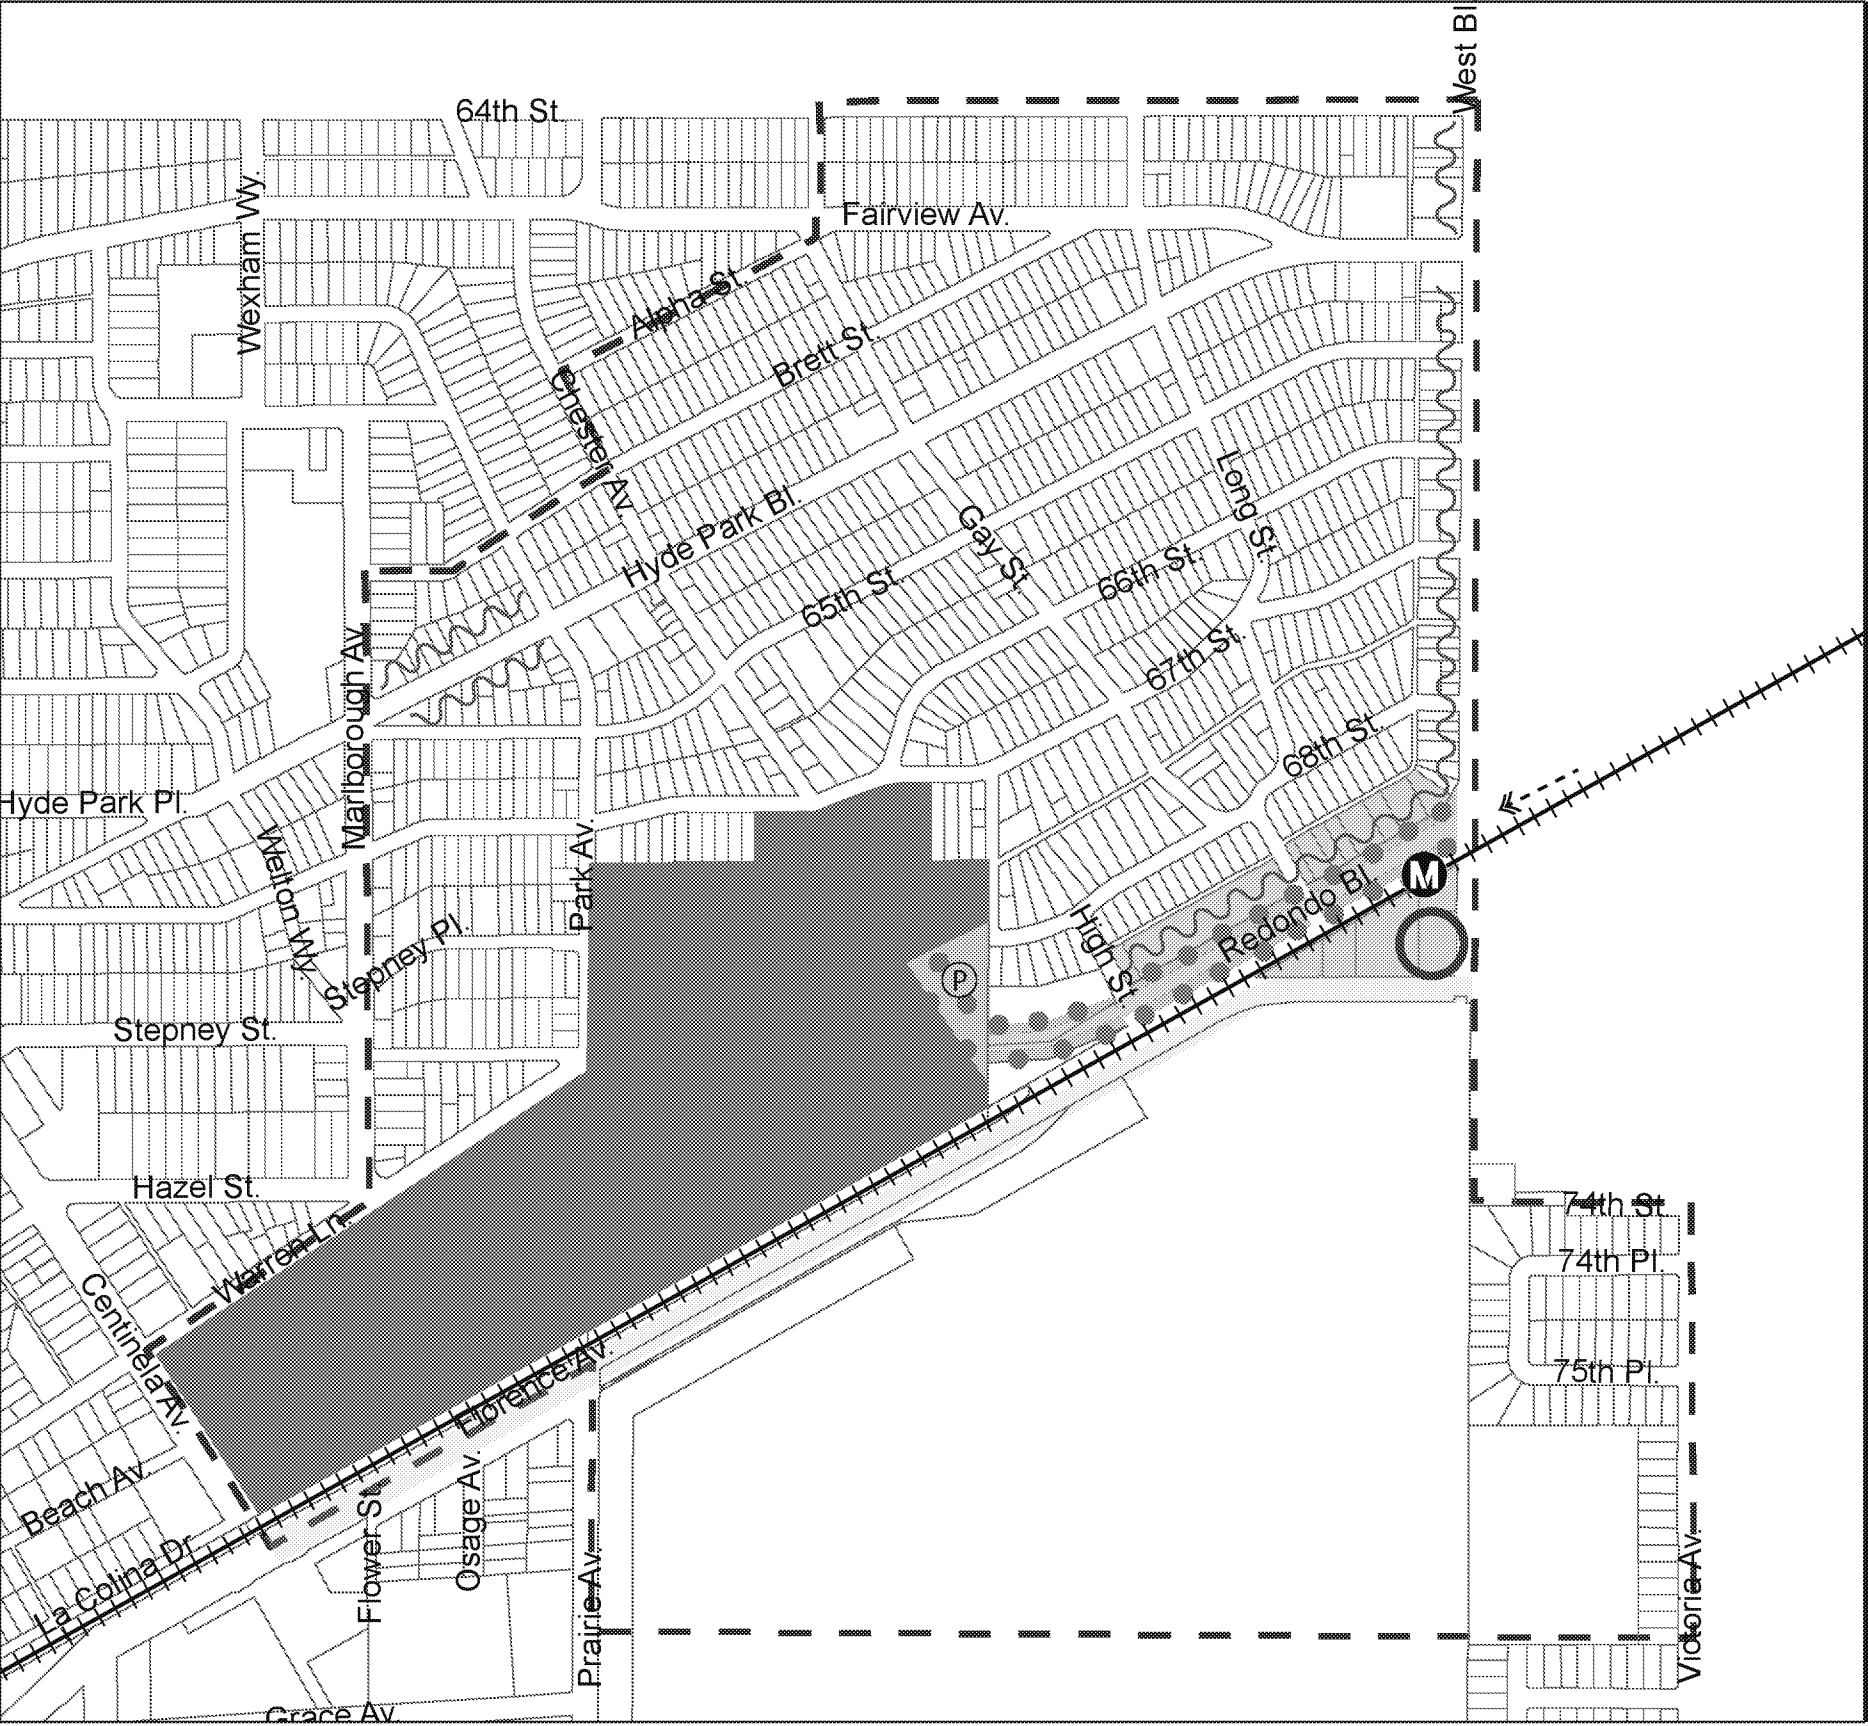 West Bl
64th St.
Fairview Av.
Wexham Wy.
Alpha St.
Brett St.
Chester Av.
Long St.
Hyde Park Bl.
Gay St.
65th St.
66th St.
67th St.
Marlborough Av.
68th St.
Hyde Park Pl.
Welton Wy.
Park Av.
M
Redondo Bl.
High St.
Stepney Pl.
P
Stepney St.
Hazel St.
74th St.
Warren Ln.
74th Pl.
Centinela Av.
Florence Av
75th Pl.
Beach Av.
Flower St.
Osage Av.
La Colina Dr
Prairie Av.
Victoria Av.
Grace Av.